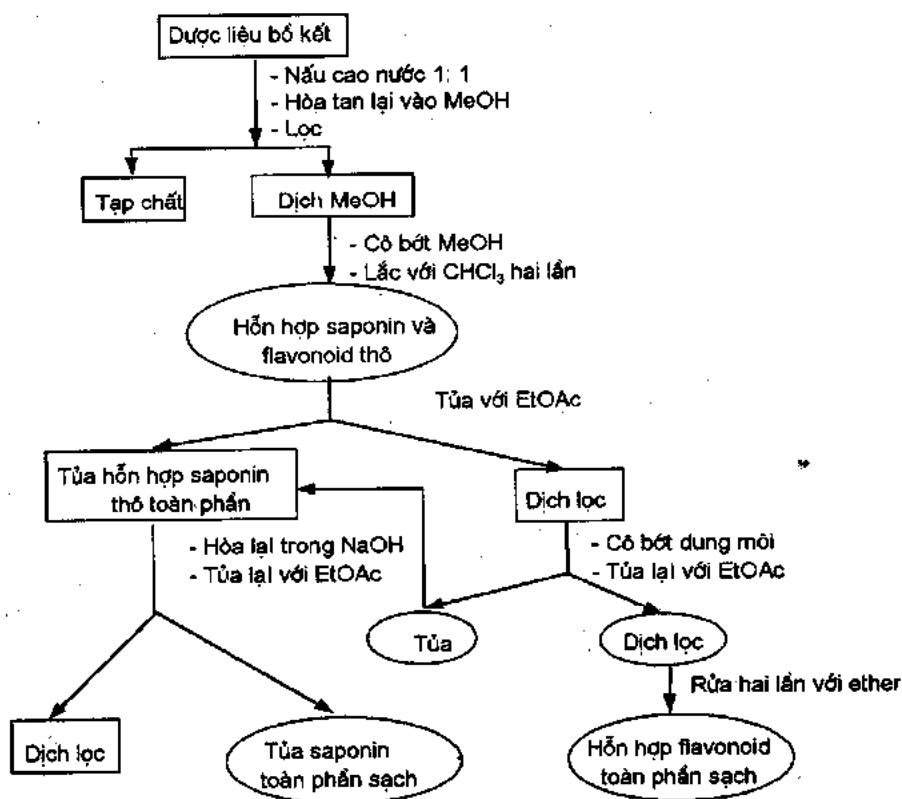 Dược liệu bồ kết
- Nấu cao nước 1: 1
- Hòa tan lại vào MeOH
- Lọc
Tạp chất
Dịch MeOH
- Cô bớt MeOH
- Lắc với CHCl₃ hai lần
Hỗn hợp saponin và
flavonoid thô
Tủa với EtOAc
Tủa hỗn hợp saponin
thô toàn phần
Dịch lọc
- Hòa lại trong NaOH
- Tủa lại với EtOAc
- Cô bớt dung môi
- Tủa lại với EtOAc
Tủa
Dịch lọc
Rửa hai lần với ether
Dịch lọc
Tủa saponin
toàn phần sạch
Hỗn hợp flavonoid
toàn phần sạch